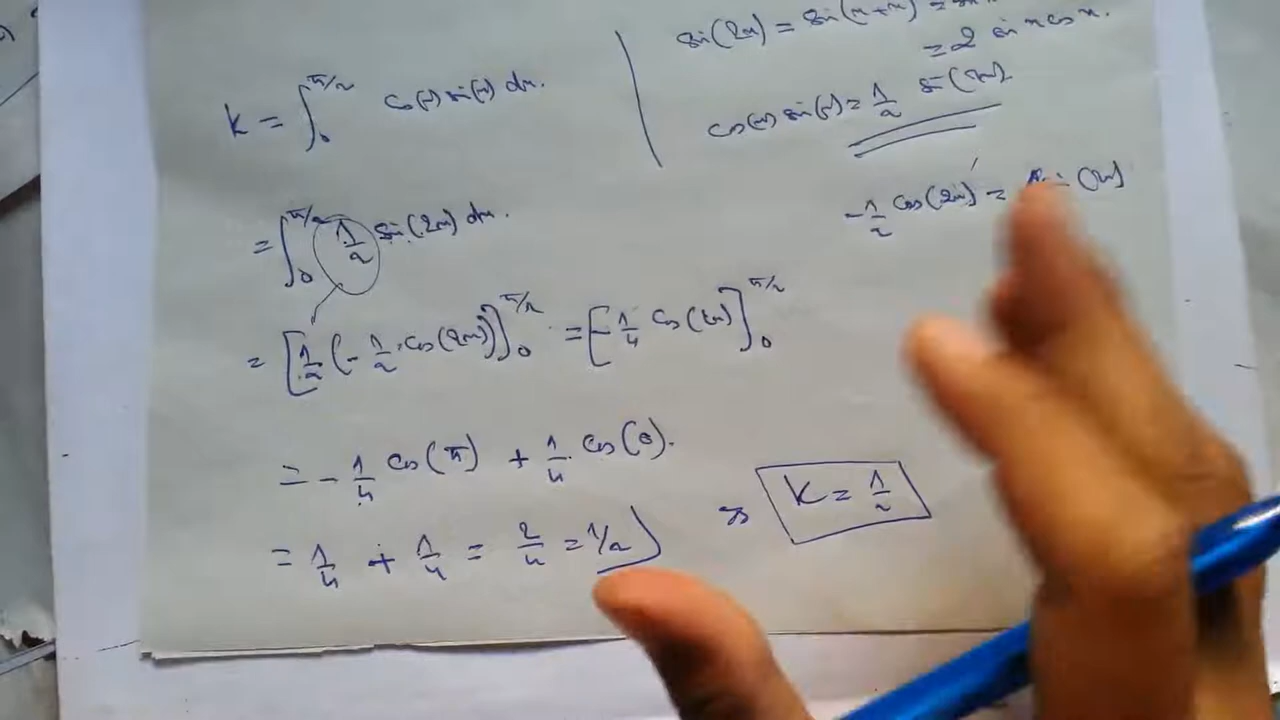 sin(2x) = sin(x+x) =
= 2 sin x cos x.
K = ∫₀^{π/2} cos(x) sin(x) dx.
cos(x) sin(x) = 1/2 sin(2x)
-1/2 cos(2x)' = sin(2x)
= ∫₀^{π/2} 1/2 sin(2x) dx.
= [1/2 (-1/2 . cos(2x))]₀^{π/2} = [-1/4 cos(2x)]₀^{π/2}
= -1/4 cos(π) + 1/4 cos(0).
= 1/4 + 1/4 = 2/4 = 1/2
K = 1/2